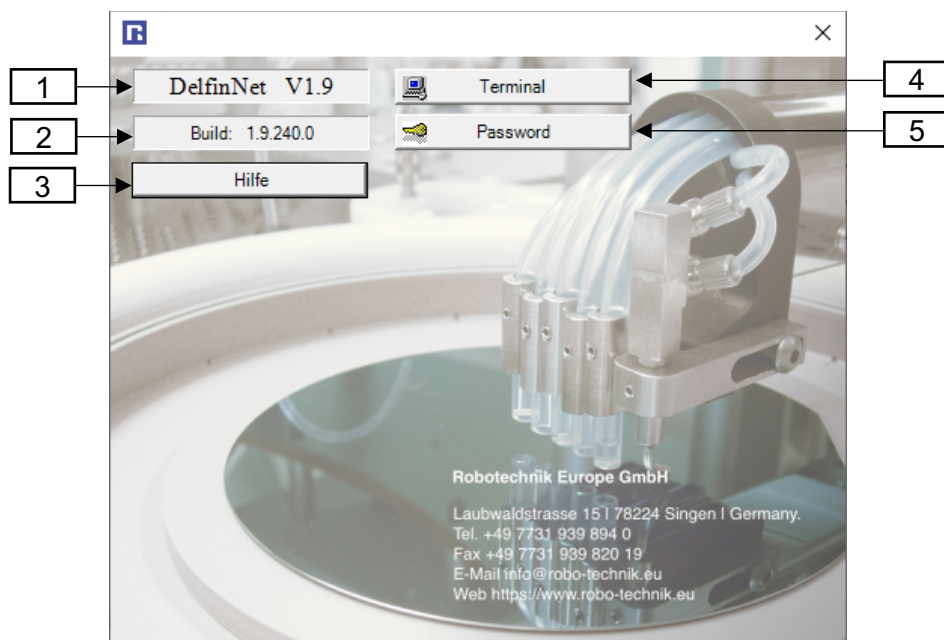 1
DelfinNet V1.9
Terminal
4
2
Build: 1.9.240.0
Password
5
3
Hilfe
Robotechnik Europe GmbH
Laubwaldstrasse 15 I 78224 Singen I Germany.
Tel. +49 7731 939 894 0
Fax +49 7731 939 820 19
E-Mail info@robo-technik.eu
Web https://www.robo-technik.eu